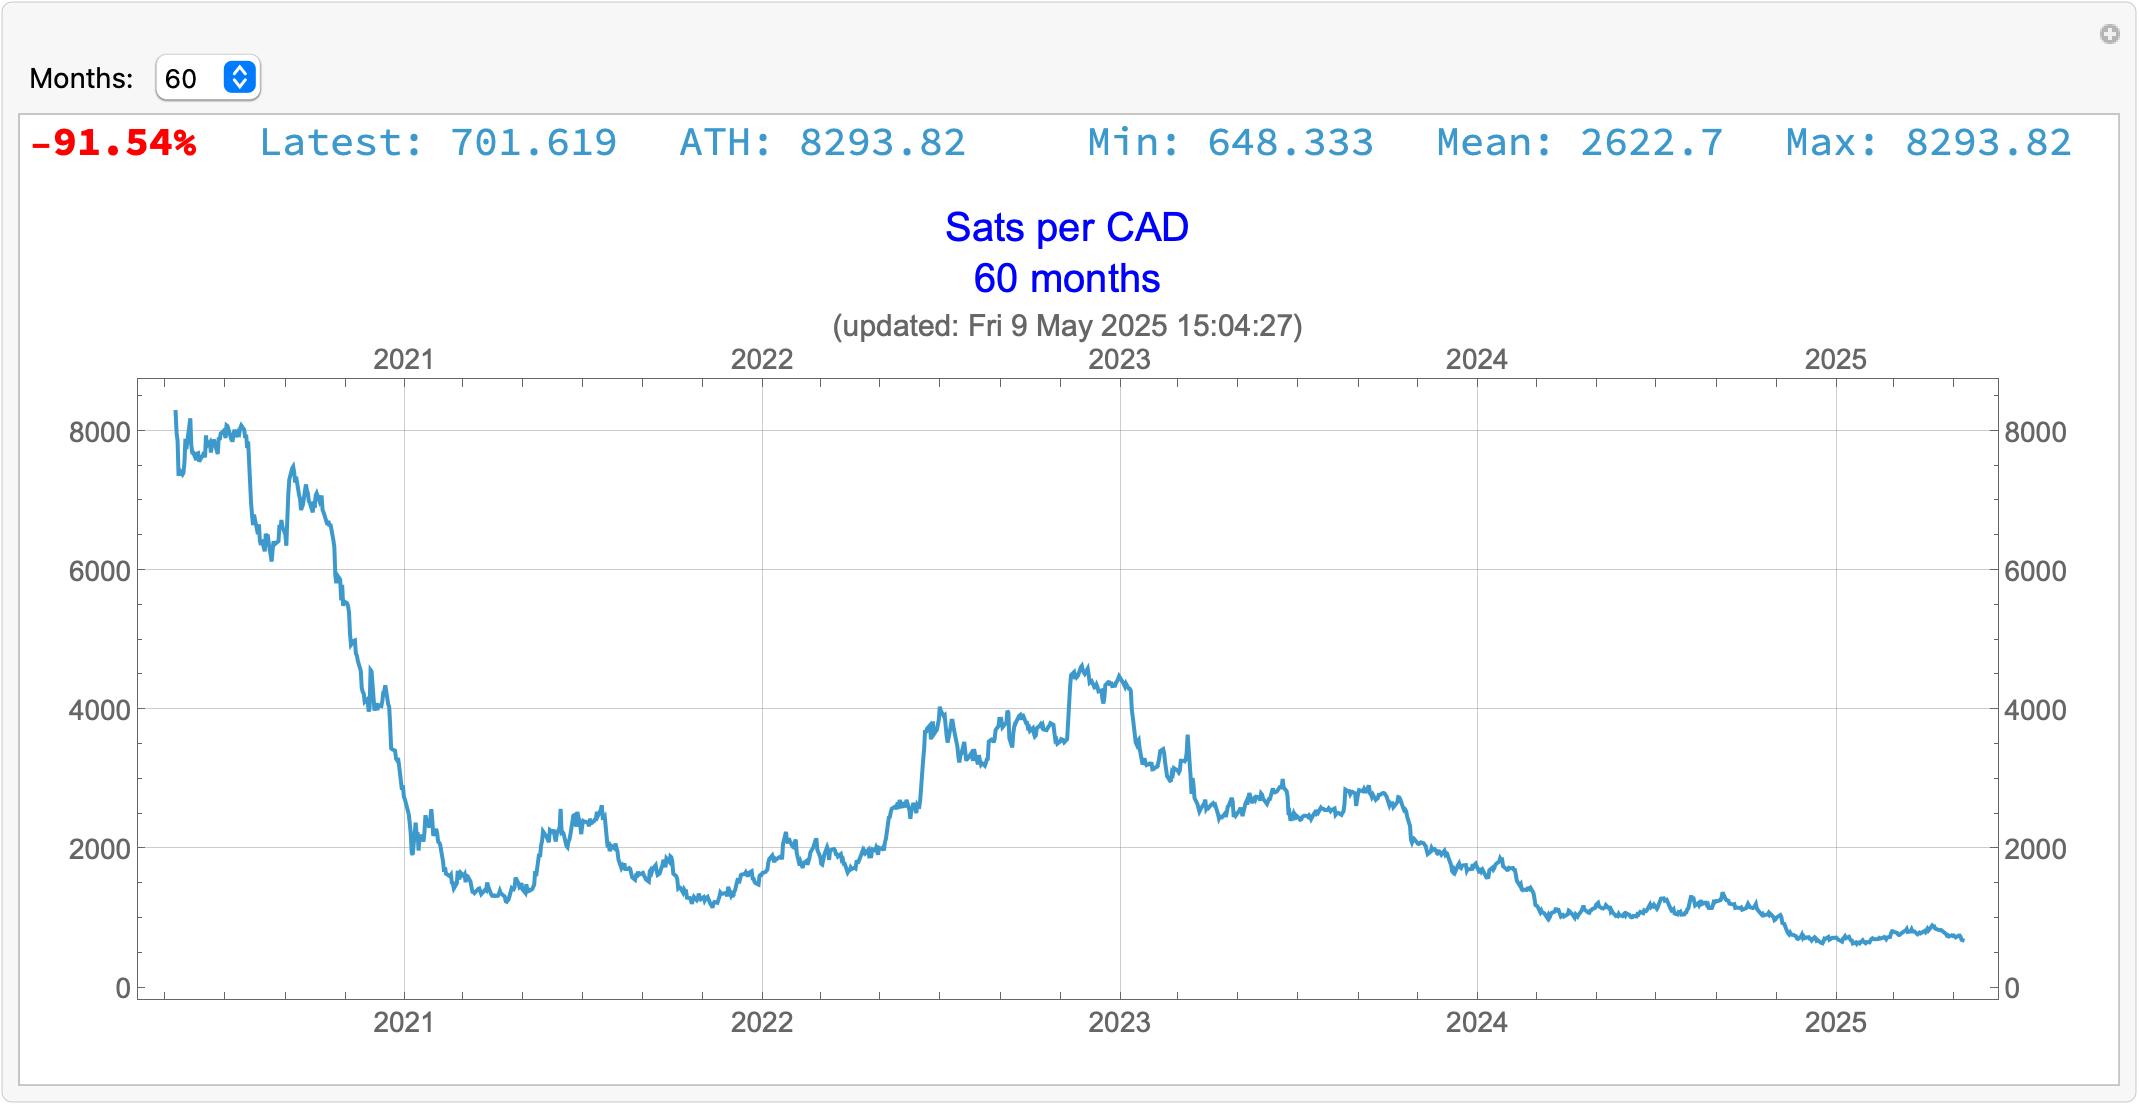 Months: 60
-91.54% Latest: 701.619 ATH: 8293.82 Min: 648.333 Mean: 2622.7 Max: 8293.82
Sats per CAD
60 months
(updated: Fri 9 May 2025 15:04:27)
2021 2022 2023 2024 2025
8000 8000
6000 6000
4000 4000
2000 2000
0 0
2021 2022 2023 2024 2025